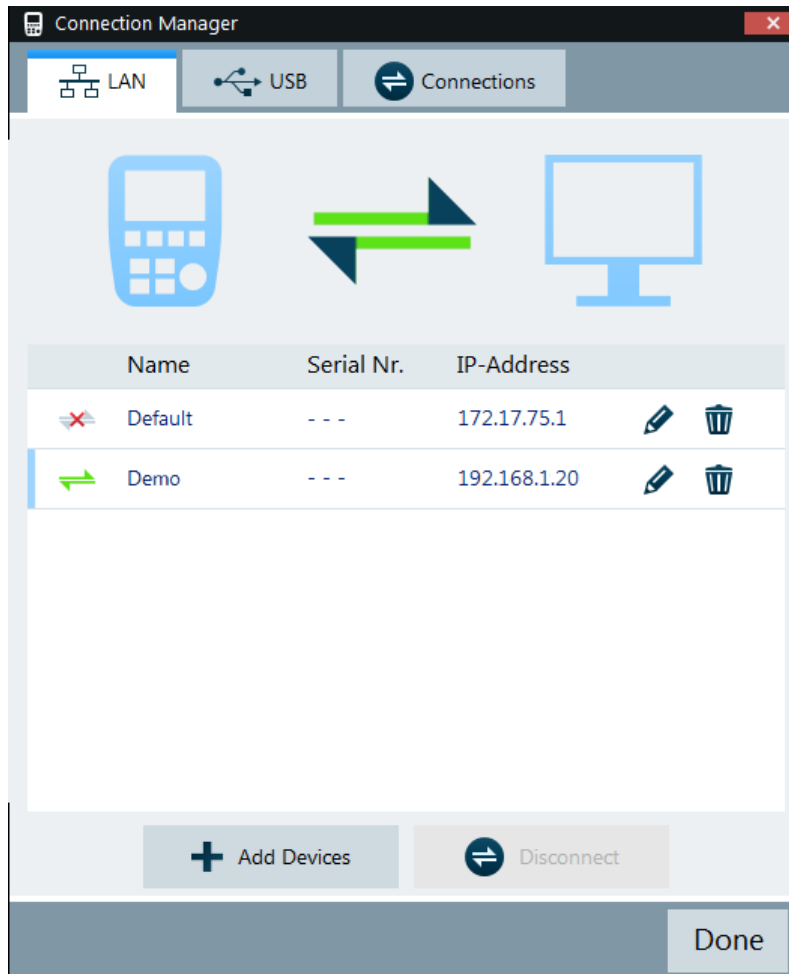 Connection Manager
LAN USB Connections
Name Serial Nr. IP-Address
Default - - - 172.17.75.1
Demo - - - 192.168.1.20
Add Devices Disconnect
Done